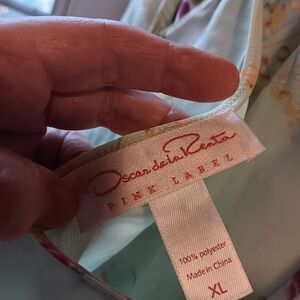 Oscar de la Renta
PINK LABEL
100% polyester
Made in China
XL